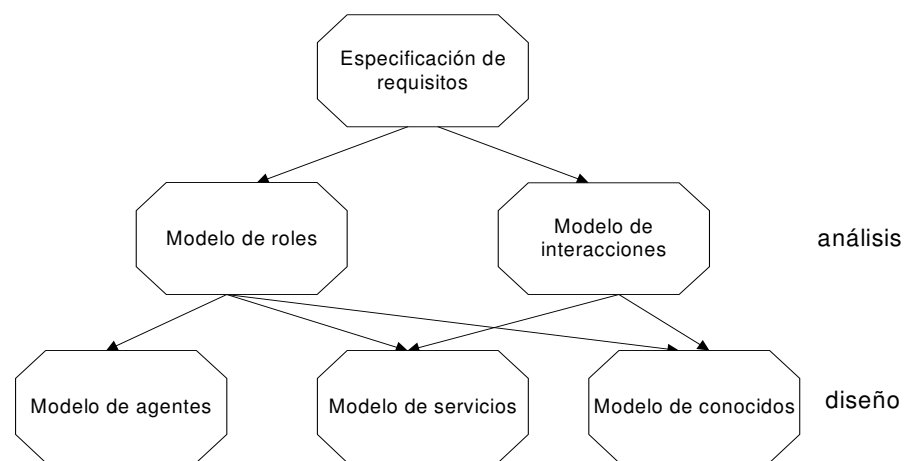 Especificación de
requisitos
Modelo de roles
Modelo de
interacciones
análisis
Modelo de agentes
Modelo de servicios
Modelo de conocidos
diseño